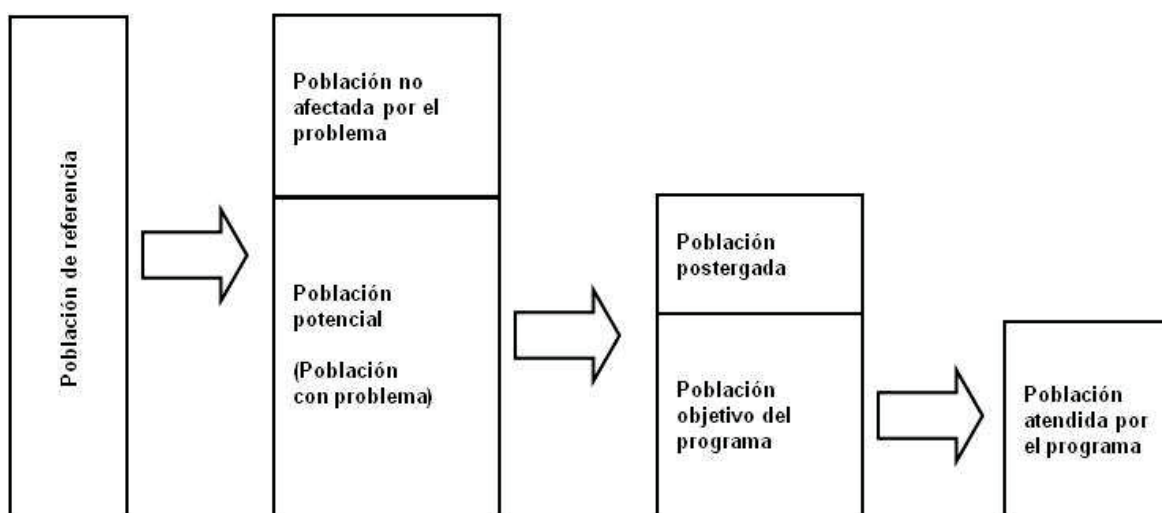 Población de referencia
Población no
afectada por el
problema
Población
potencial
(Población
con problema)
Población
postergada
Población
objetivo del
programa
Población
atendida por
el programa